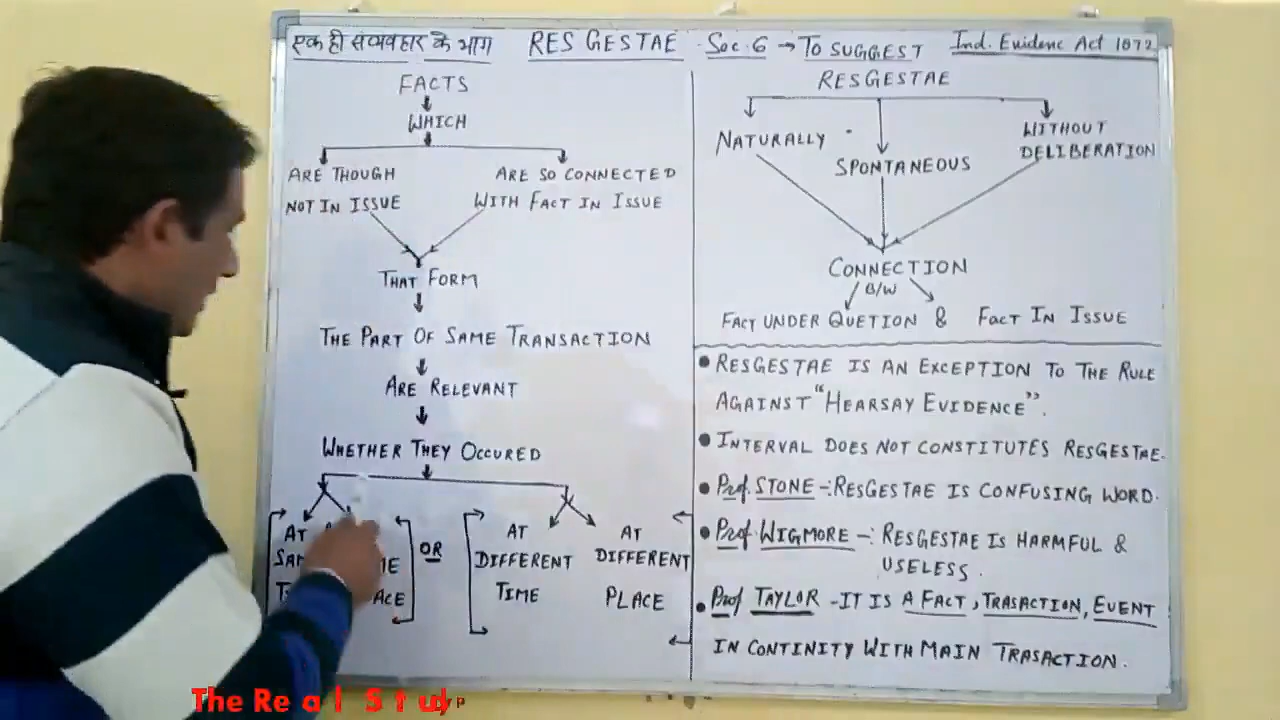 एक ही संव्यवहार के भाग RES GESTAE Sec. 6 → TO SUGGEST Ind. Evidenc Act 1872
FACTS
WHICH
ARE THOUGH
NOT IN ISSUE
ARE SO CONNECTED
WITH FACT IN ISSUE
THAT FORM
THE PART OF SAME TRANSACTION
ARE RELEVANT
WHETHER THEY OCCURED
AT
OR
AT
DIFFERENT
TIME
AT
DIFFERENT
PLACE
RESGESTAE
NATURALLY
SPONTANEOUS
WITHOUT
DELIBERATION
CONNECTION
B/W
FACT UNDER QUETION & FACT IN ISSUE
• RESGESTAE IS AN EXCEPTION TO THE RULE
AGAINST "HEARSAY EVIDENCE".
• INTERVAL DOES NOT CONSTITUTES RESGESTAE.
• Prof. STONE -: RESGESTAE IS CONFUSING WORD.
• Prof. WIGMORE -: RESGESTAE IS HARMFUL &
USELESS.
• Prof TAYLOR - IT IS A FACT, TRASACTION, EVENT
IN CONTINITY WITH MAIN TRASACTION.
The Real Study